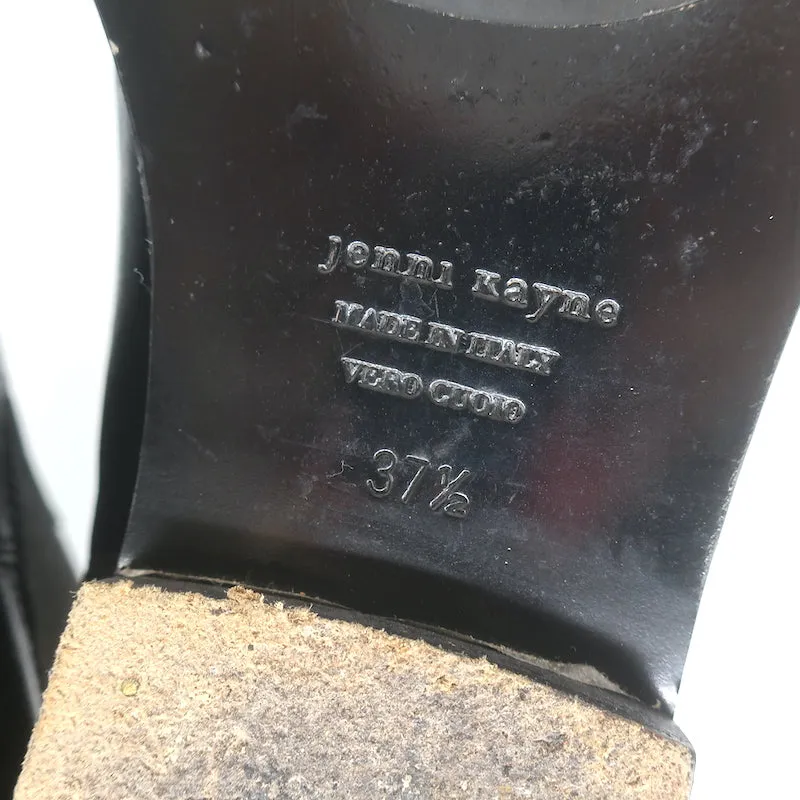 jenni kayne
MADE IN ITALY
VERO CUOIO
37½